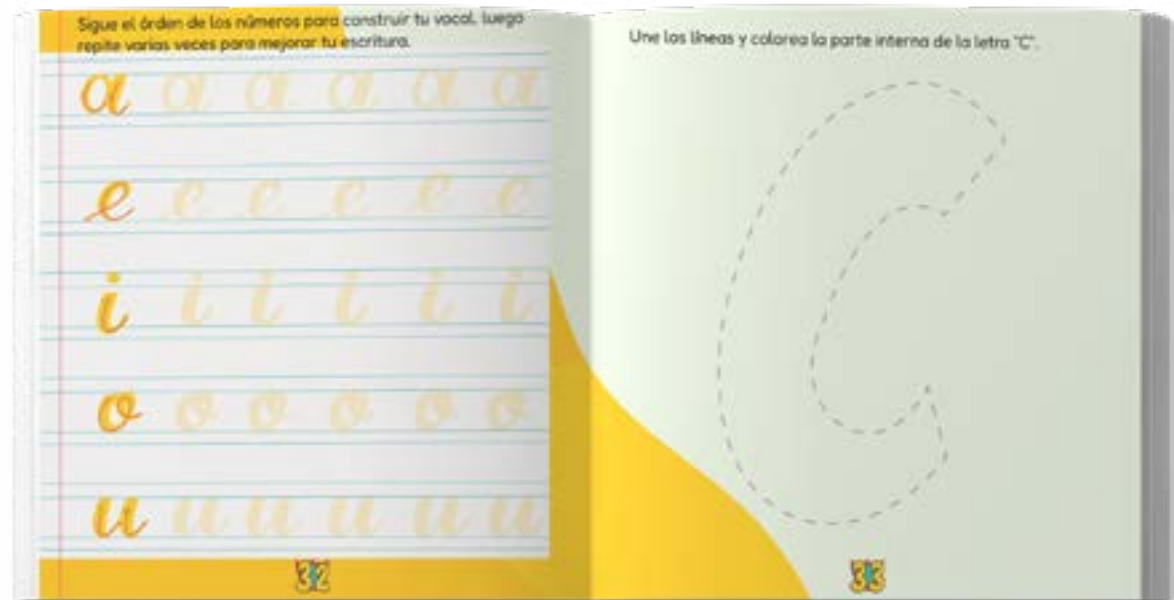 Sigue el órden de los números para construir tu vocal, luego
repite varias veces para mejorar tu escritura.
a a a a a a
e e e e e e
i i i i i i
o o o o o o
u u u u u u
32
Une las líneas y colorea la parte interna de la letra "C".
C
33